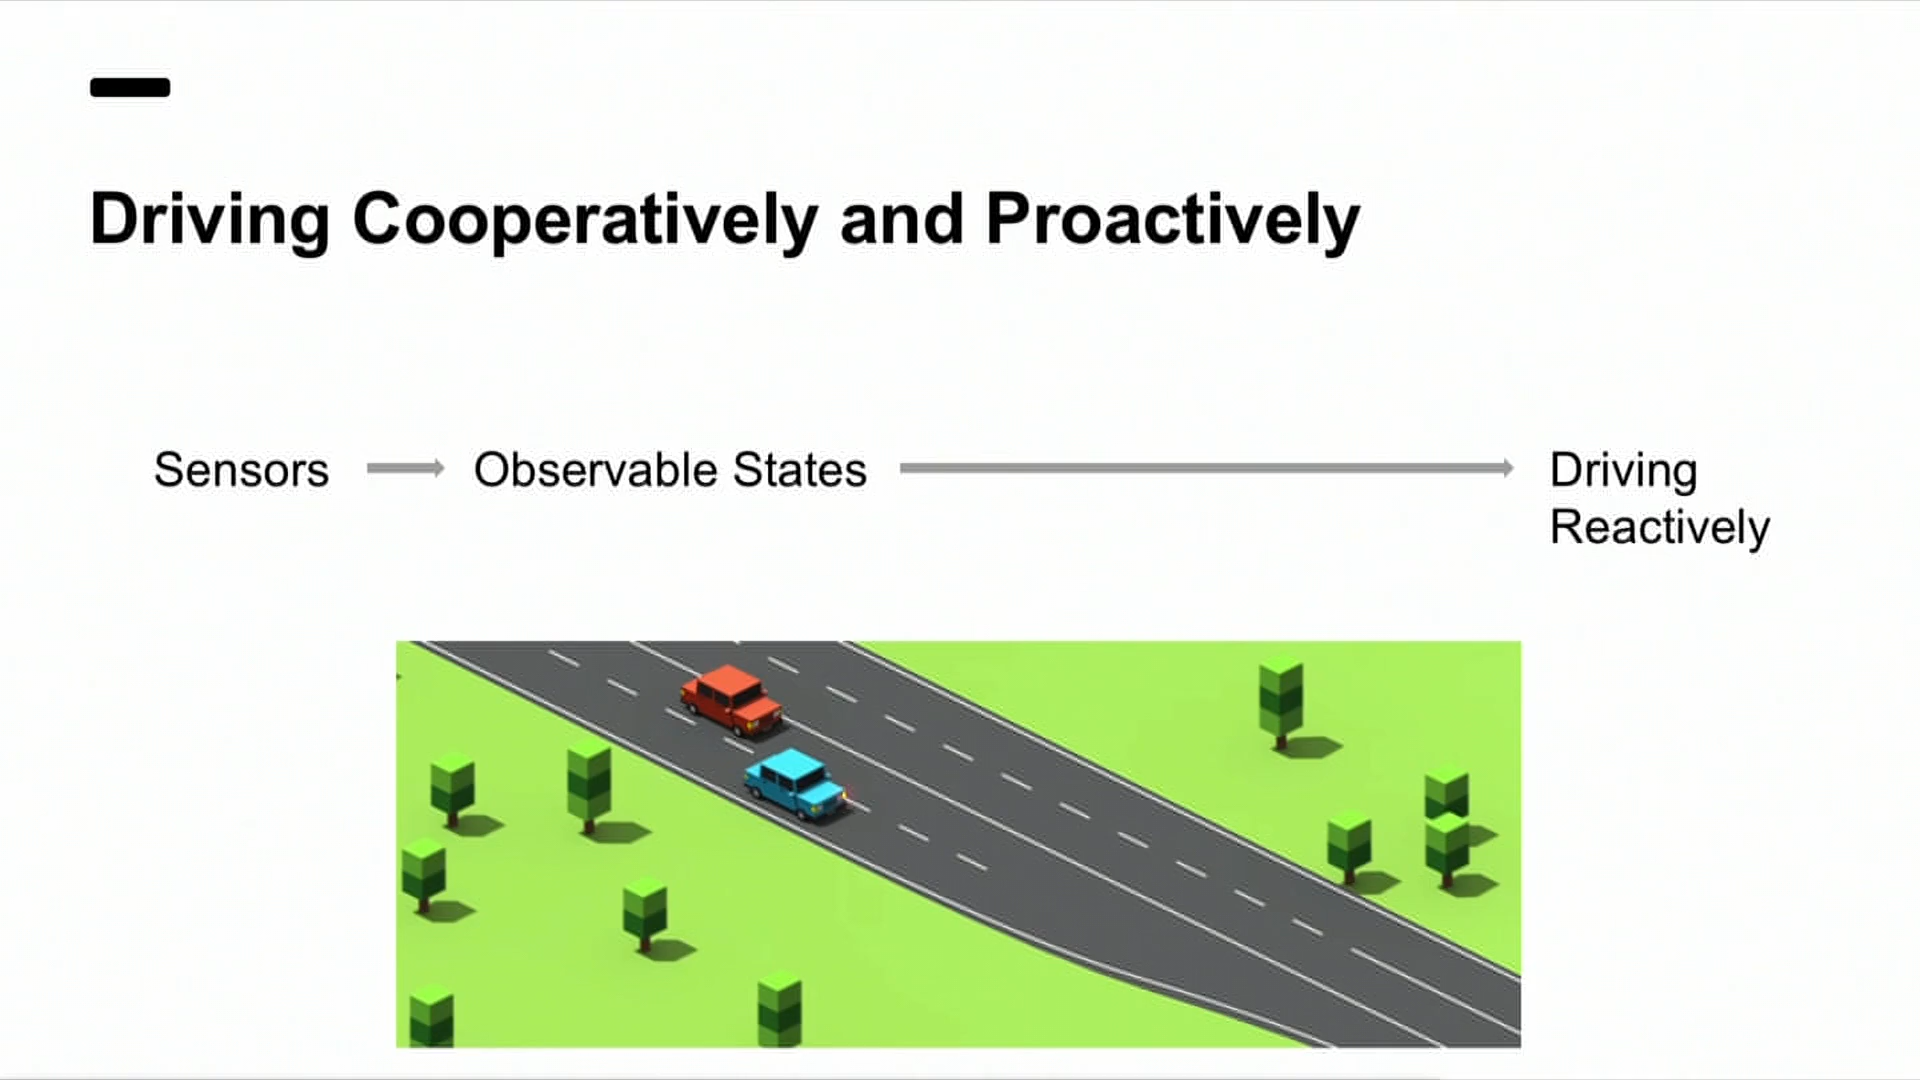 Driving Cooperatively and Proactively
Sensors
Observable States
Driving
Reactively